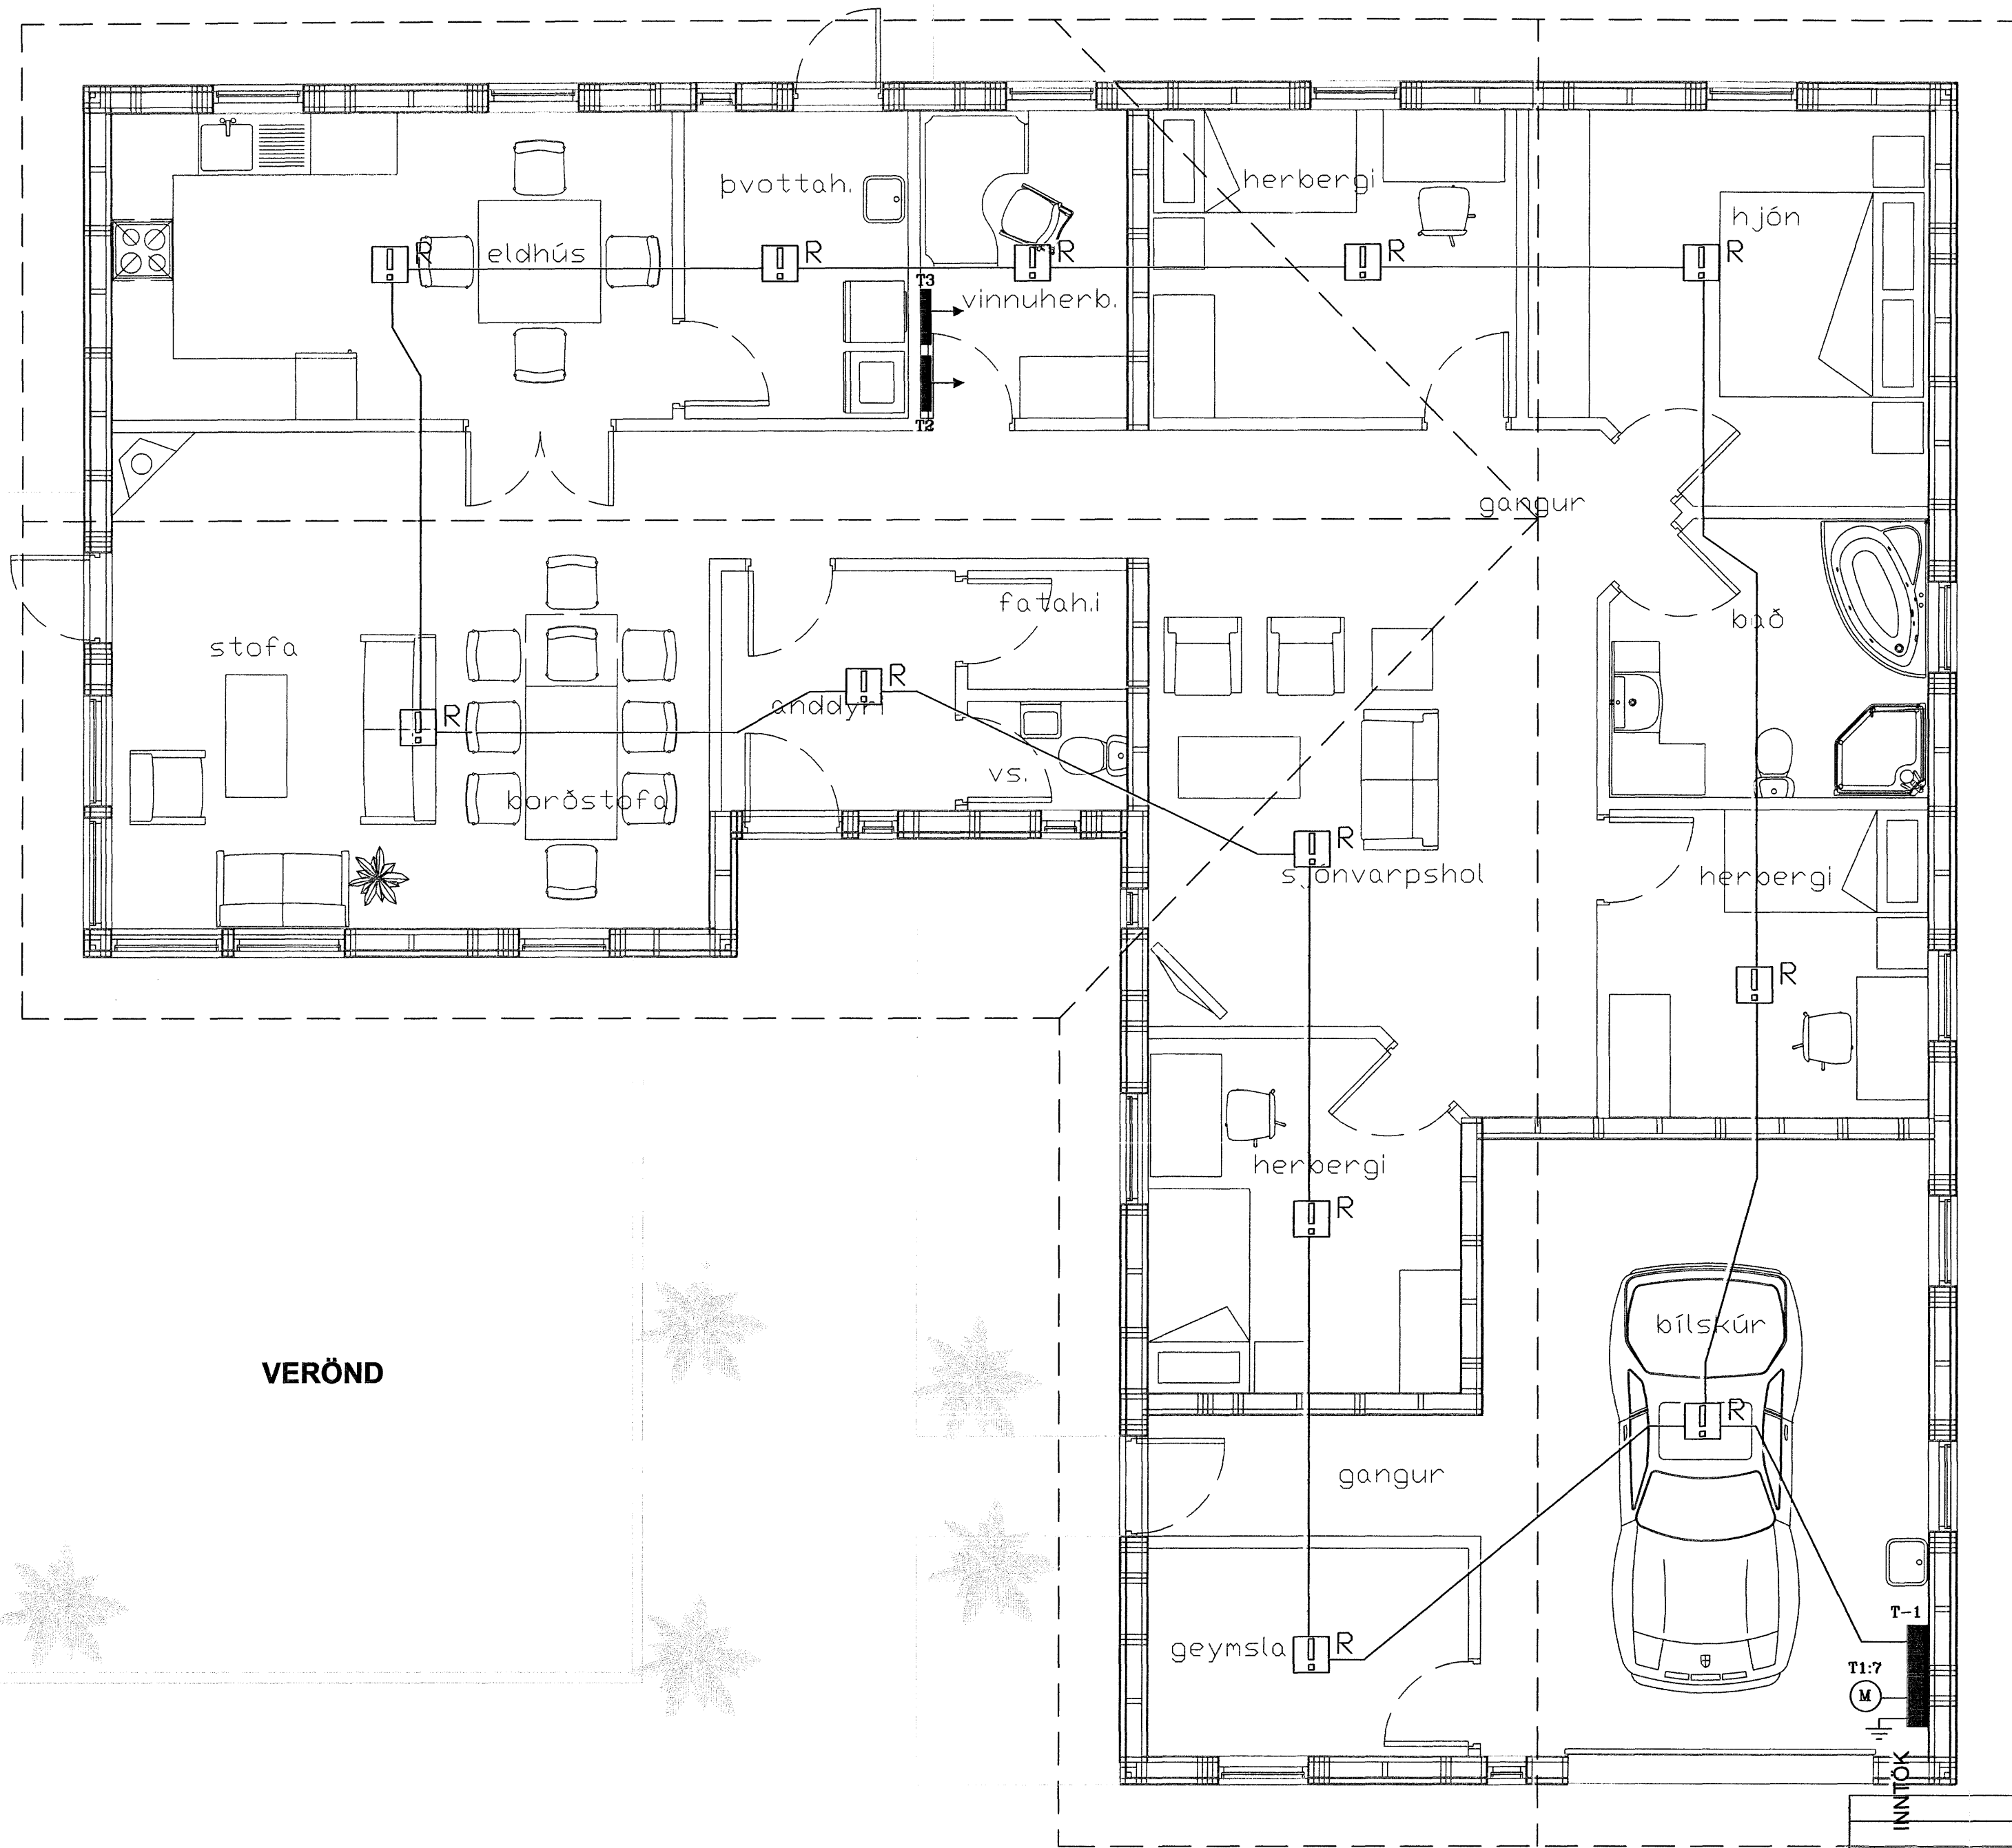 þvottah.
herbergi
hjón
eldhús
R
R
R
R
R
T3
vinnuherb.
T2
gangur
fatah.i
bað
stofa
R
anddyri
R
vs.
borðstofa
R
sjónvarpshol
herbergi
R
herbergi
R
bílskúr
VERÖND
R
gangur
T-1
geymsla
R
T1:7
M
INNTÖK